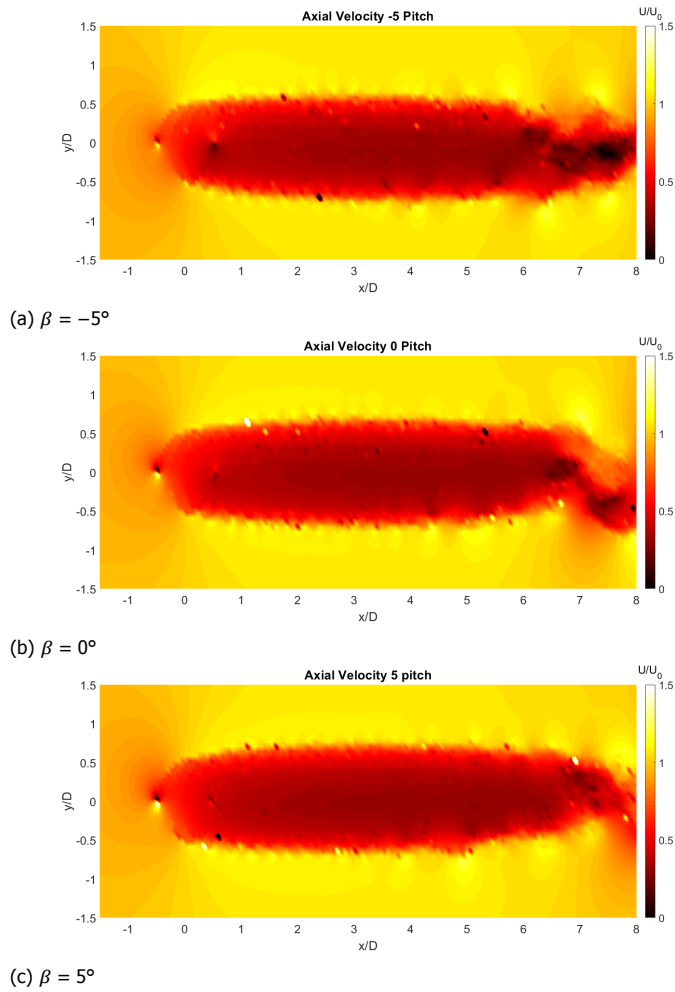 Axial Velocity -5 Pitch
U/U0
1.5
1
0.5
0
-0.5
-1
-1.5
y/D
-1 0 1 2 3 4 5 6 7 8
x/D
1.5
1
0.5
0
(a) β = −5°
Axial Velocity 0 Pitch
U/U0
1.5
1
0.5
0
-0.5
-1
-1.5
y/D
-1 0 1 2 3 4 5 6 7 8
x/D
1.5
1
0.5
0
(b) β = 0°
Axial Velocity 5 pitch
U/U0
1.5
1
0.5
0
-0.5
-1
-1.5
y/D
-1 0 1 2 3 4 5 6 7 8
x/D
1.5
1
0.5
0
(c) β = 5°